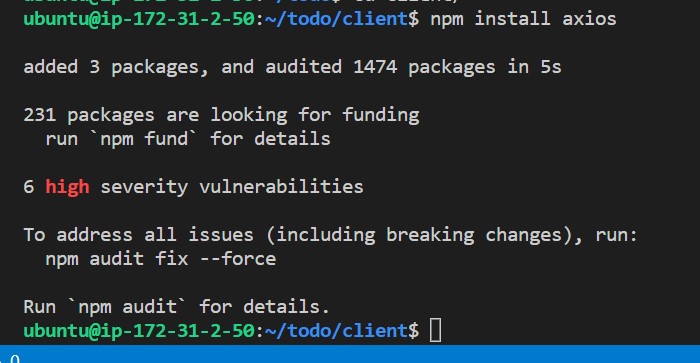 ubuntu@ip-172-31-2-50:~/todo/client$ npm install axios
added 3 packages, and audited 1474 packages in 5s
231 packages are looking for funding
run `npm fund` for details
6 high severity vulnerabilities
To address all issues (including breaking changes), run:
npm audit fix --force
Run `npm audit` for details.
ubuntu@ip-172-31-2-50:~/todo/client$